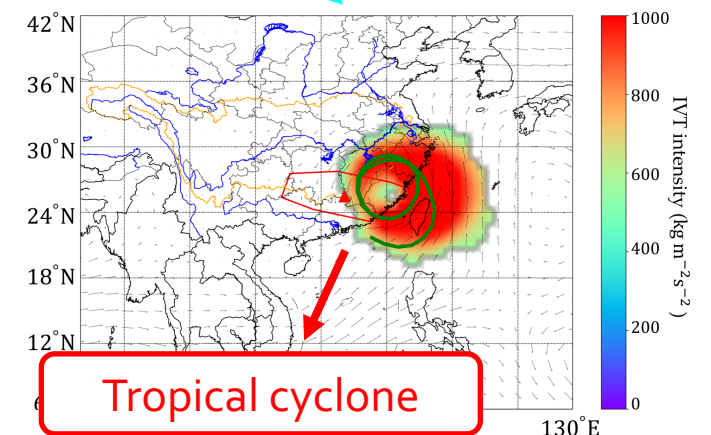 42°N
36°N
30°N
24°N
18°N
12°N
130°E
1000
800
600
400
200
0
IVT intensity (kg m⁻²s⁻²)
Tropical cyclone